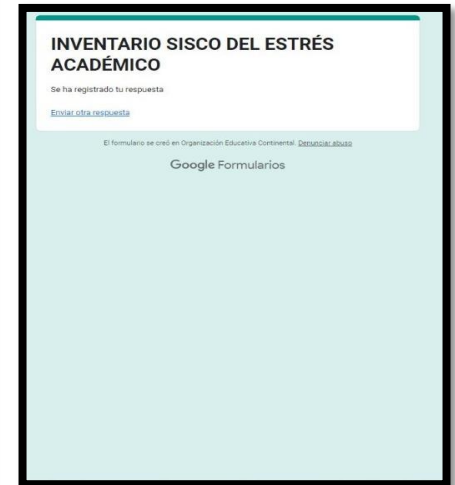 INVENTARIO SISCO DEL ESTRÉS
ACADÉMICO
Se ha registrado tu respuesta
Enviar otra respuesta
El formulario se creó en Organización Educativa Continental. Denunciar abuso
Google Formularios